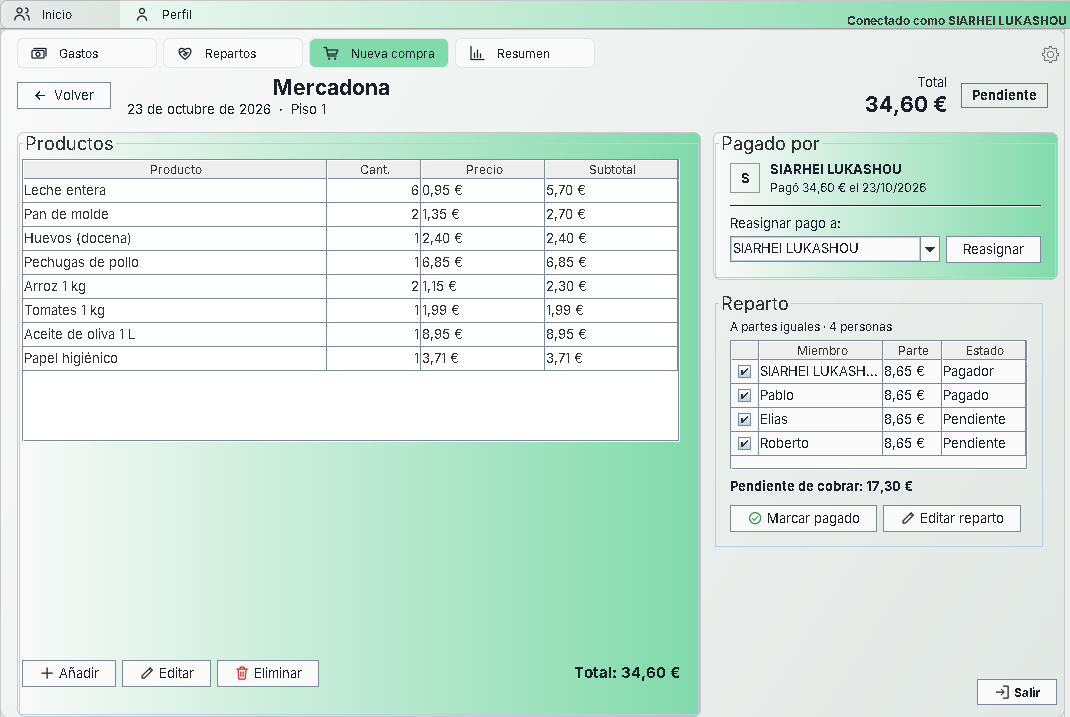 Inicio
Perfil
Conectado como SIARHEI LUKASHOU
Gastos
Repartos
Nueva compra
Resumen
Volver
Mercadona
23 de octubre de 2026 · Piso 1
Total
34,60 €
Pendiente
Productos
Producto Cant. Precio Subtotal
Leche entera 6 0,95 € 5,70 €
Pan de molde 2 1,35 € 2,70 €
Huevos (docena) 1 2,40 € 2,40 €
Pechugas de pollo 1 6,85 € 6,85 €
Arroz 1 kg 2 1,15 € 2,30 €
Tomates 1 kg 1 1,99 € 1,99 €
Aceite de oliva 1 L 1 8,95 € 8,95 €
Papel higiénico 1 3,71 € 3,71 €
Añadir
Editar
Eliminar
Total: 34,60 €
Pagado por
S
SIARHEI LUKASHOU
Pagó 34,60 € el 23/10/2026
Reasignar pago a:
SIARHEI LUKASHOU
Reasignar
Reparto
A partes iguales · 4 personas
Miembro Parte Estado
SIARHEI LUKASH... 8,65 € Pagador
Pablo 8,65 € Pagado
Elias 8,65 € Pendiente
Roberto 8,65 € Pendiente
Pendiente de cobrar: 17,30 €
Marcar pagado
Editar reparto
Salir